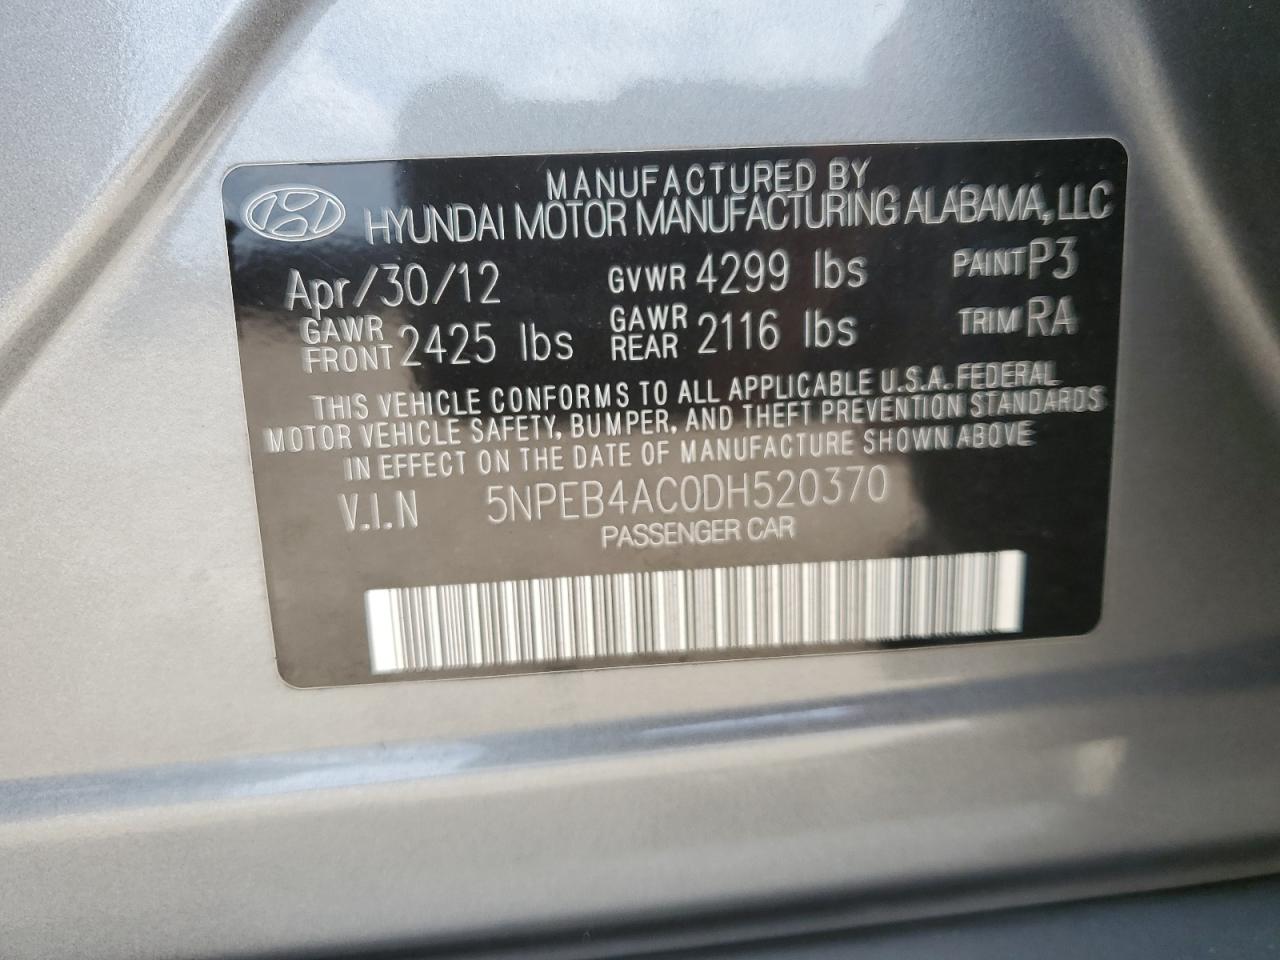 MANUFACTURED BY
HYUNDAI MOTOR MANUFACTURING ALABAMA, LLC
Apr/30/12 GVWR 4299 lbs PAINT P3
GAWR FRONT 2425 lbs GAWR REAR 2116 lbs TRIM RA
THIS VEHICLE CONFORMS TO ALL APPLICABLE U.S.A. FEDERAL
MOTOR VEHICLE SAFETY, BUMPER, AND THEFT PREVENTION STANDARDS
IN EFFECT ON THE DATE OF MANUFACTURE SHOWN ABOVE
V.I.N 5NPEB4AC0DH520370
PASSENGER CAR